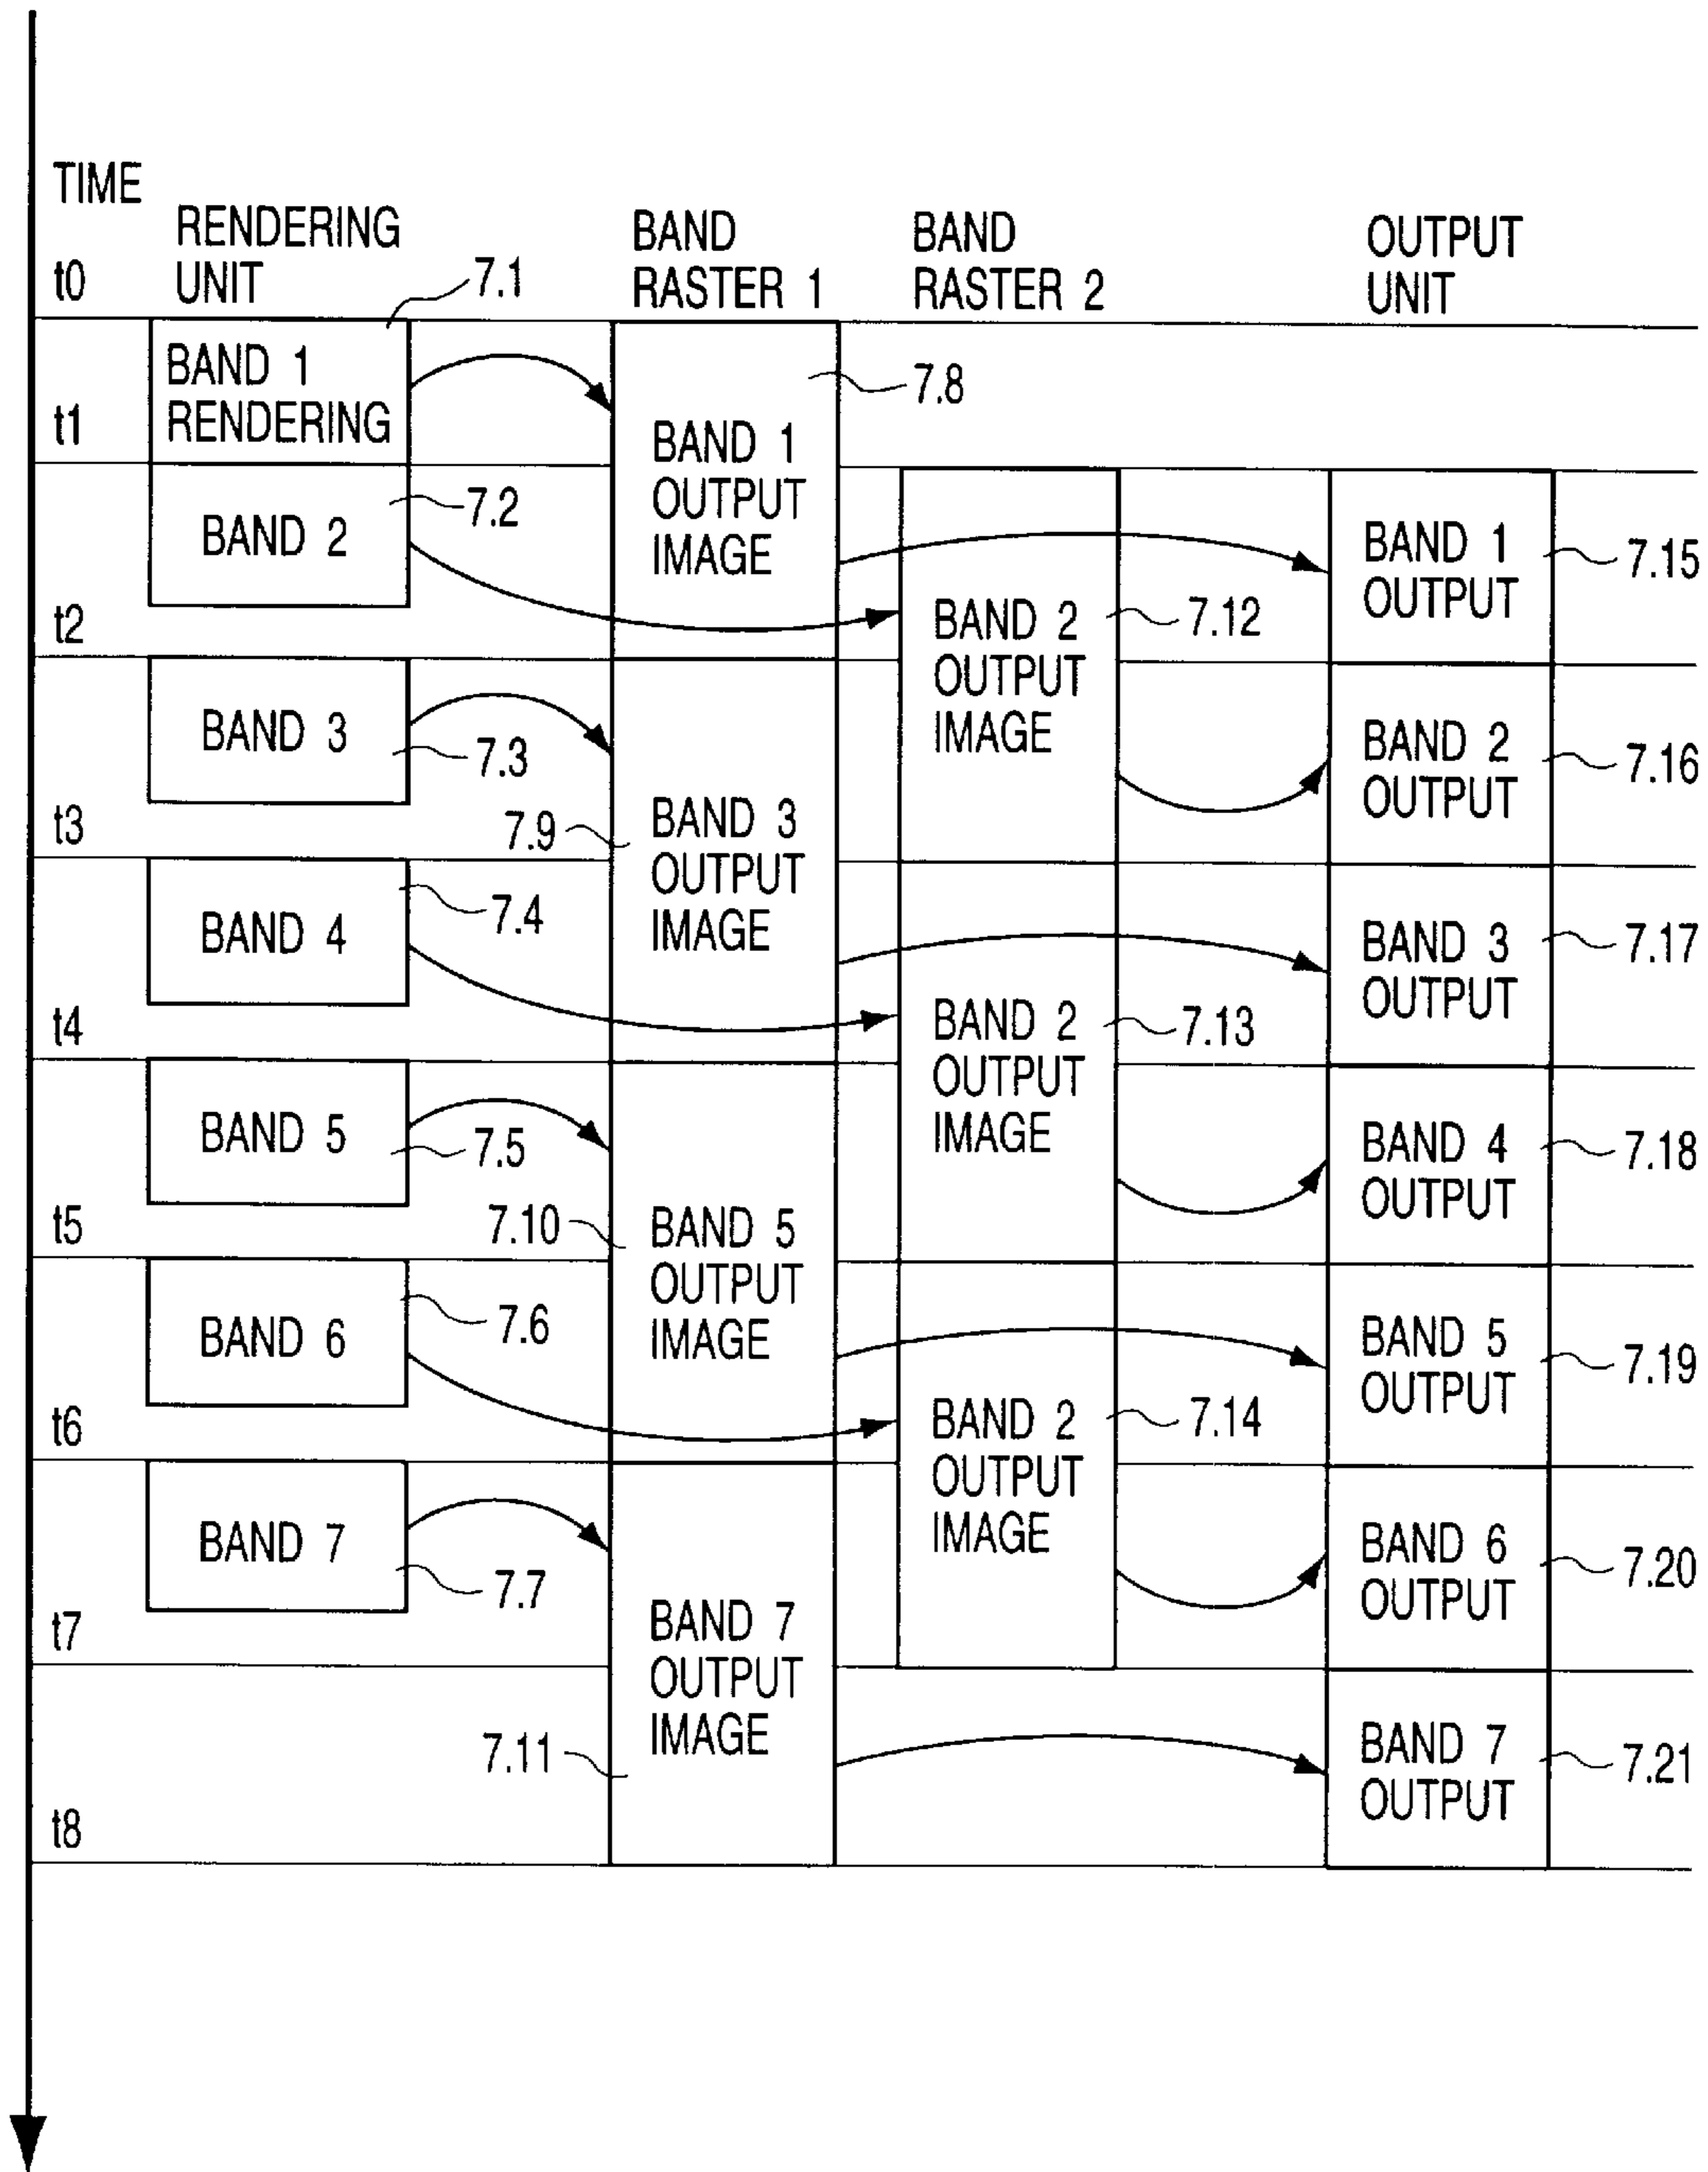 TIME
t0
RENDERING
UNIT
BAND
RASTER 1
BAND
RASTER 2
OUTPUT
UNIT
7.1
BAND 1
RENDERING
7.8
t1
BAND 1
OUTPUT
IMAGE
BAND 2
7.2
BAND 1
OUTPUT
7.15
t2
BAND 2
OUTPUT
IMAGE
7.12
BAND 3
7.3
BAND 2
OUTPUT
7.16
t3
7.9
BAND 3
OUTPUT
IMAGE
BAND 4
7.4
BAND 3
OUTPUT
7.17
t4
BAND 2
OUTPUT
IMAGE
7.13
BAND 5
7.5
BAND 4
OUTPUT
7.18
t5
7.10
BAND 5
OUTPUT
IMAGE
BAND 6
7.6
BAND 5
OUTPUT
7.19
t6
BAND 2
OUTPUT
IMAGE
7.14
BAND 7
7.7
BAND 6
OUTPUT
7.20
t7
BAND 7
OUTPUT
IMAGE
7.11
BAND 7
OUTPUT
7.21
t8